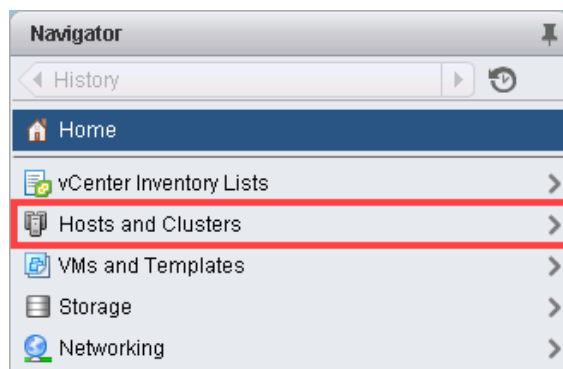 Navigator
History
Home
vCenter Inventory Lists
Hosts and Clusters
VMs and Templates
Storage
Networking